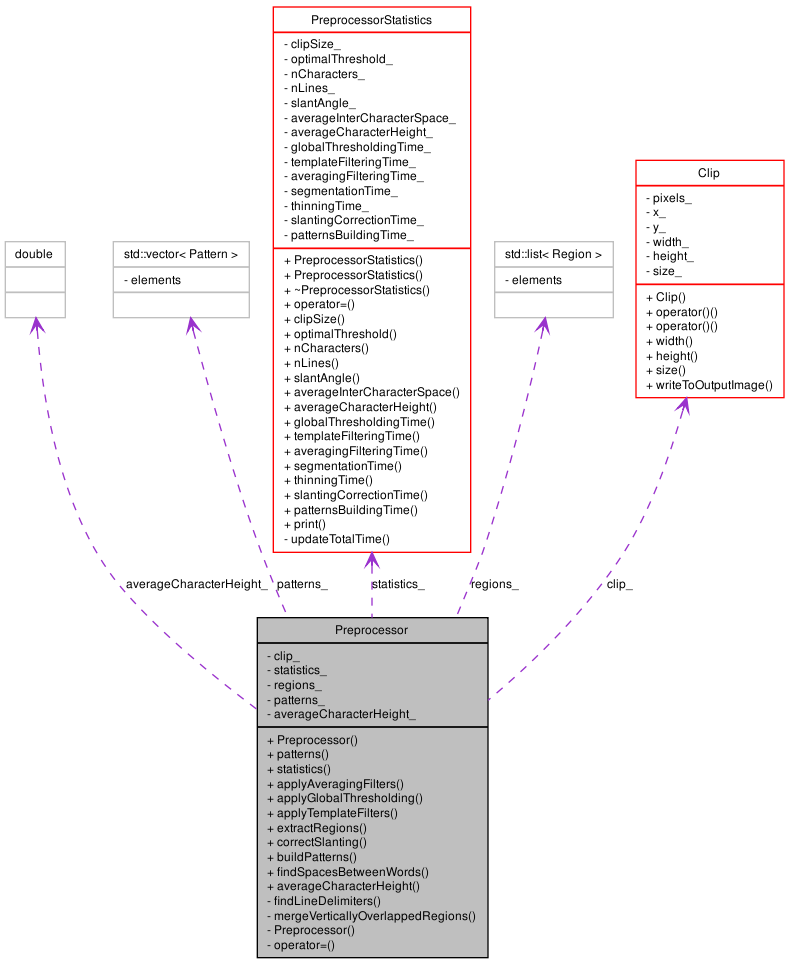 PreprocessorStatistics
- clipSize_
- optimalThreshold_
- nCharacters_
- nLines_
- slantAngle_
- averageInterCharacterSpace_
- averageCharacterHeight_
- globalThresholdingTime_
- templateFilteringTime_
- averagingFilteringTime_
- segmentationTime_
- thinningTime_
- slantingCorrectionTime_
- patternsBuildingTime_
+ PreprocessorStatistics()
+ PreprocessorStatistics()
+ ~PreprocessorStatistics()
+ operator=()
+ clipSize()
+ optimalThreshold()
+ nCharacters()
+ nLines()
+ slantAngle()
+ averageInterCharacterSpace()
+ averageCharacterHeight()
+ globalThresholdingTime()
+ templateFilteringTime()
+ averagingFilteringTime()
+ segmentationTime()
+ thinningTime()
+ slantingCorrectionTime()
+ patternsBuildingTime()
+ print()
- updateTotalTime()
Clip
- pixels_
- x_
- y_
- width_
- height_
- size_
+ Clip()
+ operator()()
+ operator()()
+ width()
+ height()
+ size()
+ writeToOutputImage()
double
std::vector< Pattern >
- elements
std::list< Region >
- elements
averageCharacterHeight_
patterns_
statistics_
regions_
clip_
Preprocessor
- clip_
- statistics_
- regions_
- patterns_
- averageCharacterHeight_
+ Preprocessor()
+ patterns()
+ statistics()
+ applyAveragingFilters()
+ applyGlobalThresholding()
+ applyTemplateFilters()
+ extractRegions()
+ correctSlanting()
+ buildPatterns()
+ findSpacesBetweenWords()
+ averageCharacterHeight()
- findLineDelimiters()
- mergeVerticallyOverlappedRegions()
- Preprocessor()
- operator=()